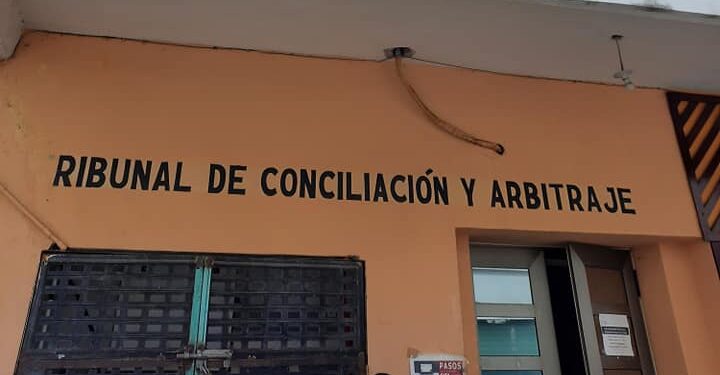 RIBUNAL DE CONCILIACIÓN Y ARBITRAJE
PASOS